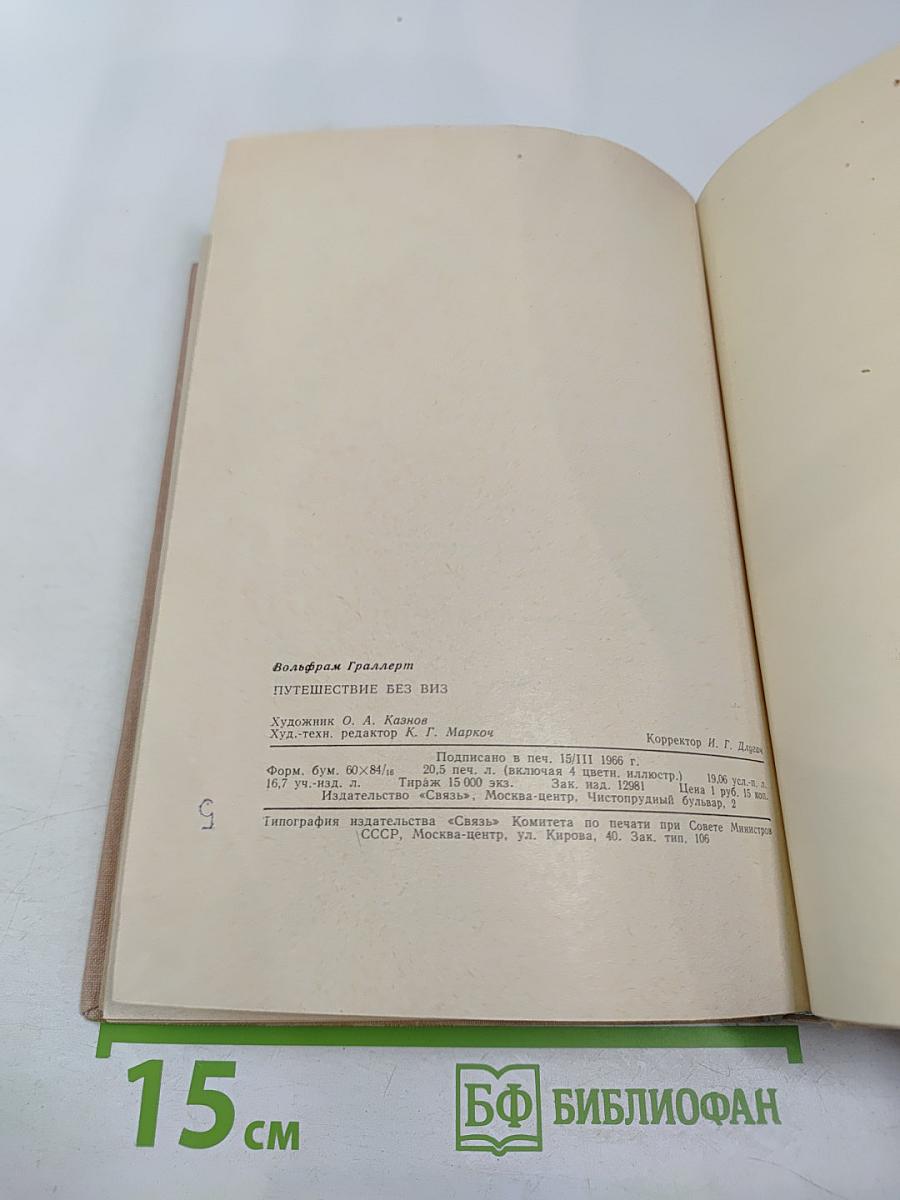 Вольфрам Граллерт
ПУТЕШЕСТВИЕ БЕЗ ВИЗ
Художник О. А. Казнов
Худ.-техн. редактор К. Г. Маркоч
Корректор И. Г. Длугач
Подписано в печ. 15/III 1966 г.
Форм. бум. 60×84/16 20,5 печ. л. (включая 4 цветн. иллюстр.) 19,06 усл.-п. л.
16,7 уч.-изд. л. Тираж 15 000 экз. Зак. изд. 12981 Цена 1 руб. 15 коп.
Издательство «Связь», Москва-центр, Чистопрудный бульвар, 2
Типография издательства «Связь» Комитета по печати при Совете Министров
СССР, Москва-центр, ул. Кирова, 40. Зак. тип. 106
5
15 см
БФ БИБЛИОФАН